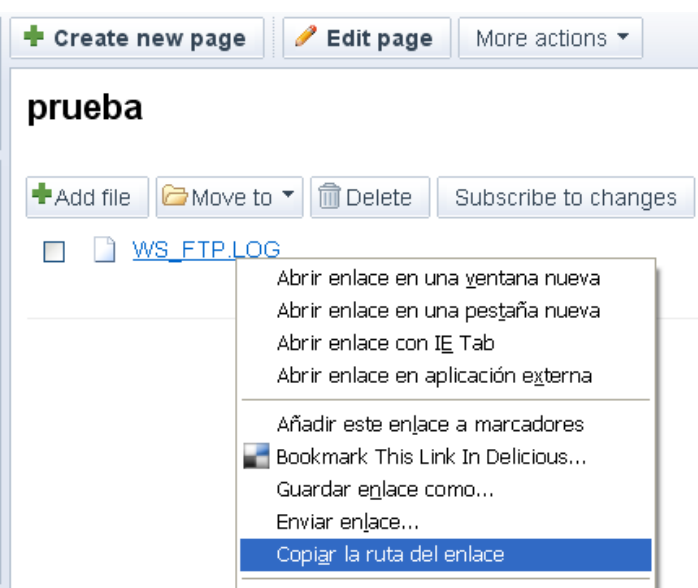 Create new page Edit page More actions
prueba
Add file Move to Delete Subscribe to changes
WS_FTP.LOG
Abrir enlace en una ventana nueva
Abrir enlace en una pestaña nueva
Abrir enlace con IE Tab
Abrir enlace en aplicación externa
Añadir este enlace a marcadores
Bookmark This Link In Delicious...
Guardar enlace como...
Enviar enlace...
Copiar la ruta del enlace